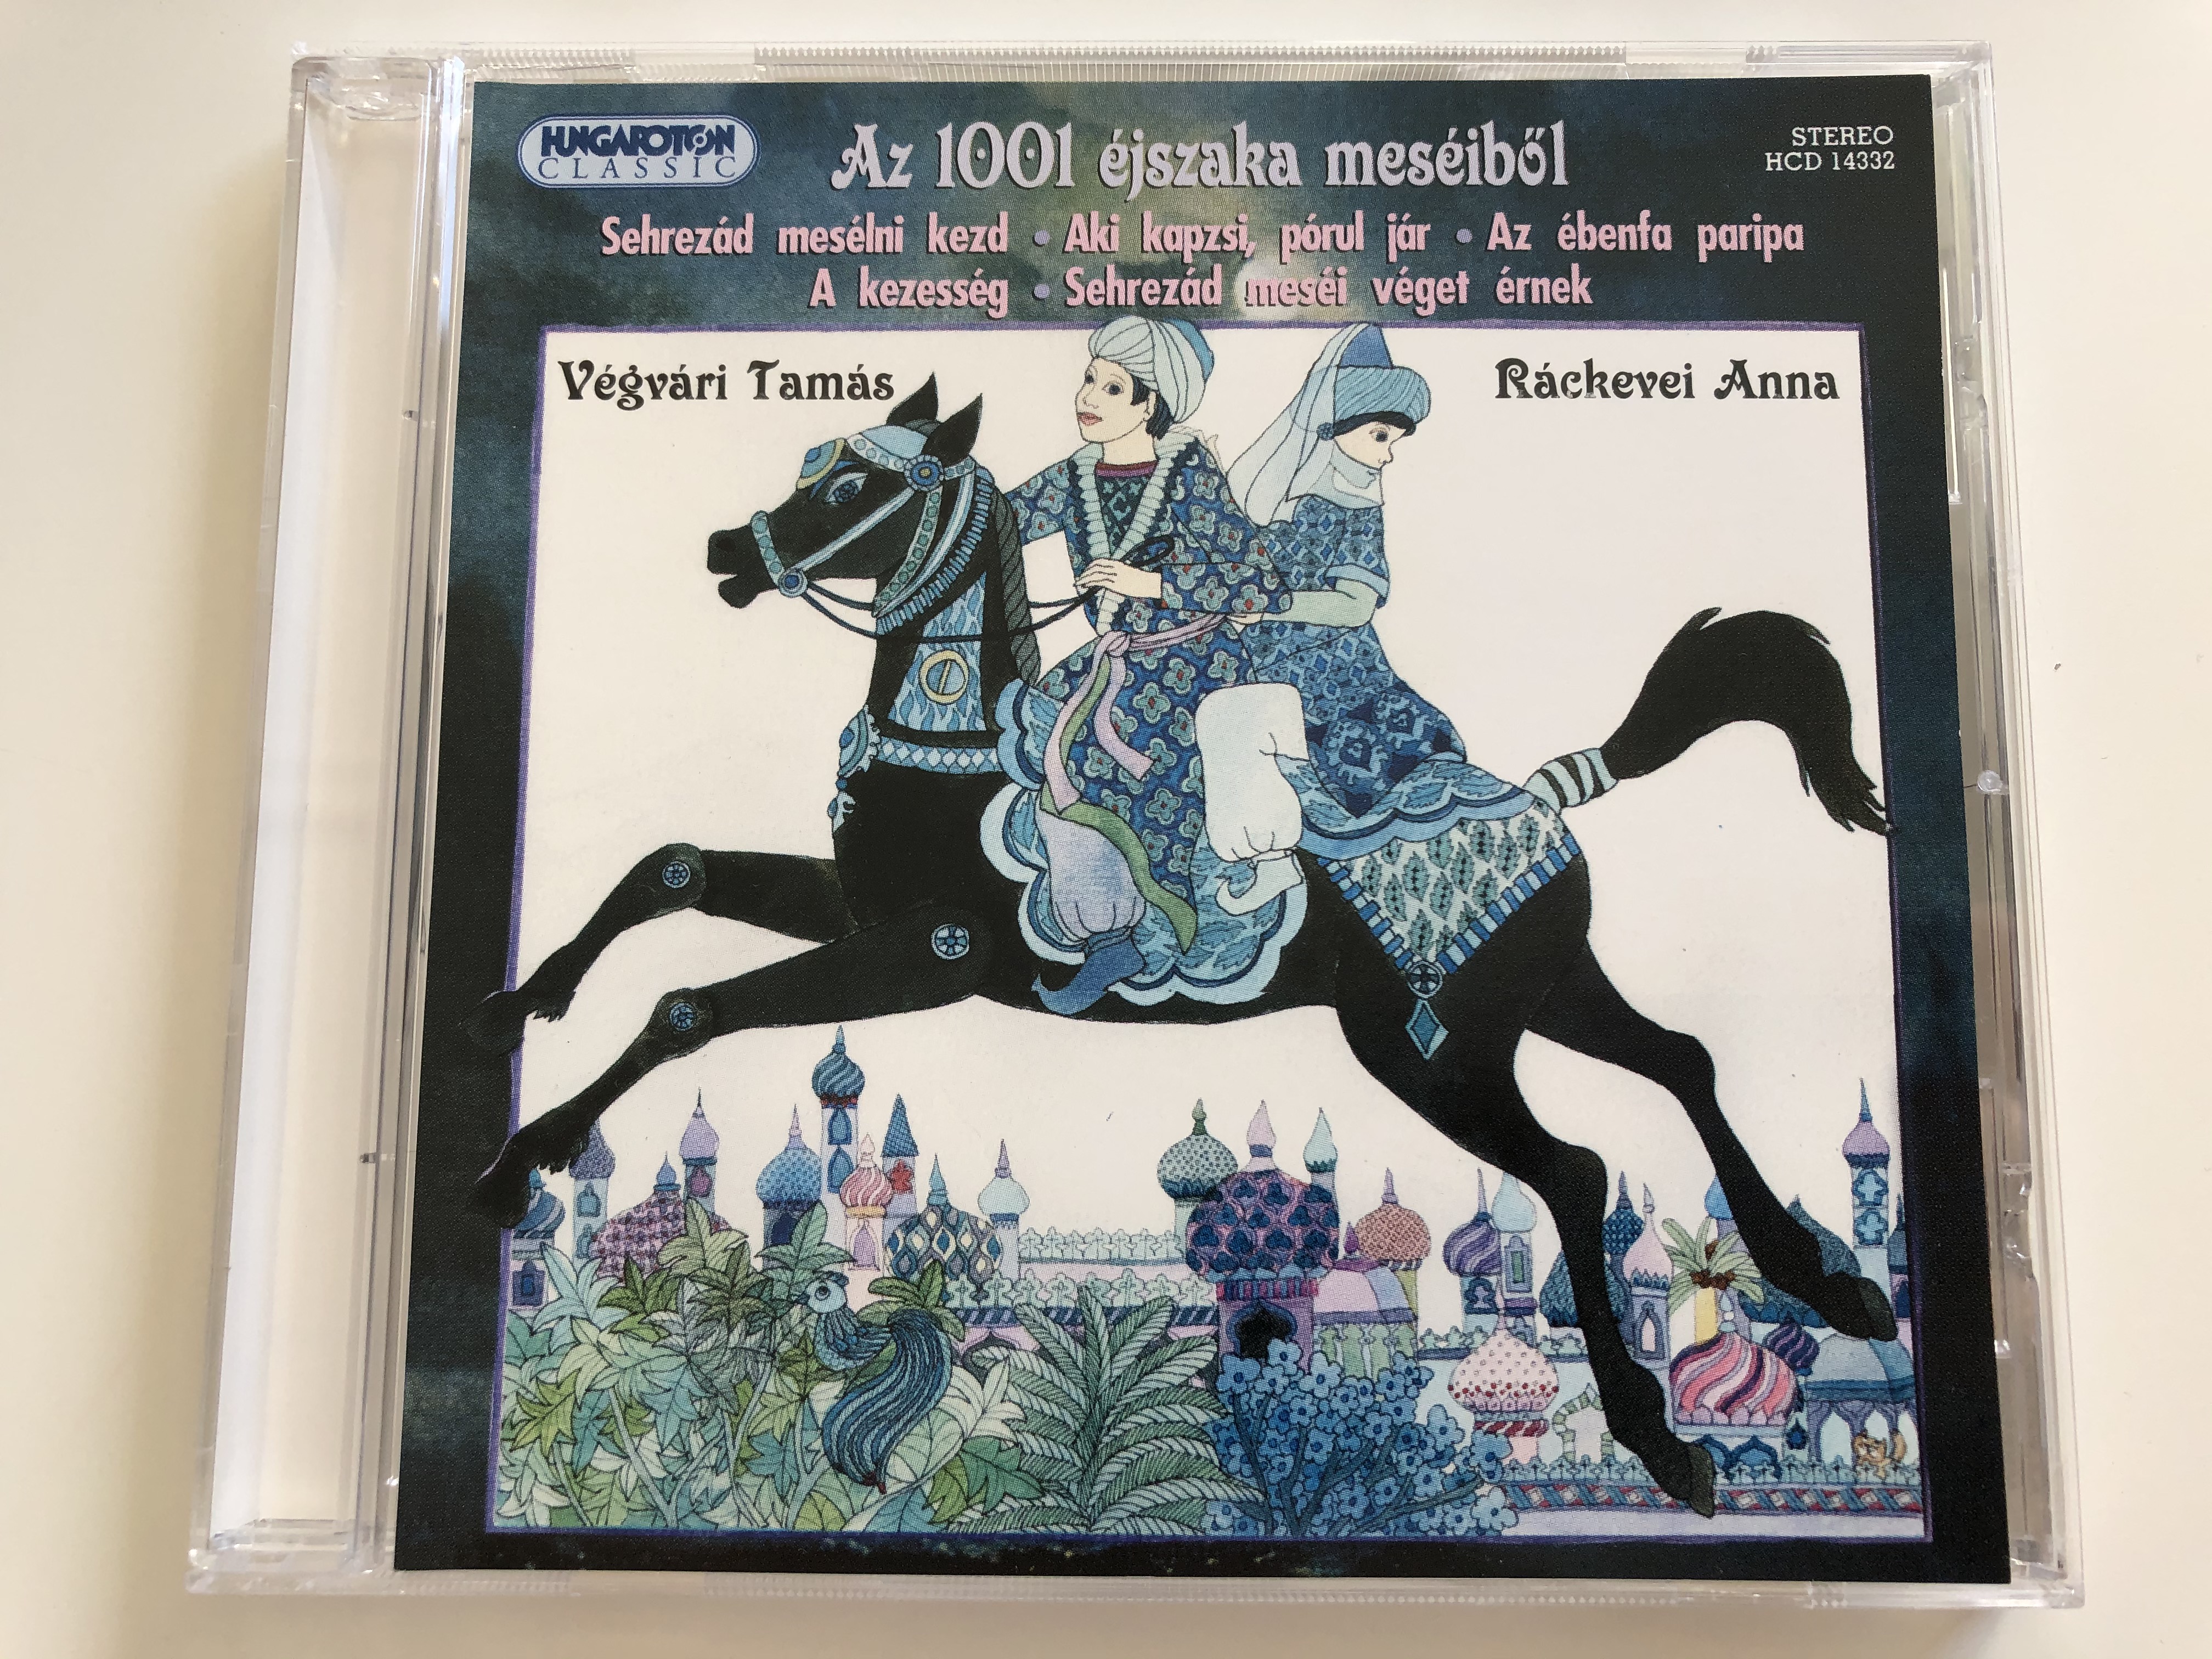 HUNGAROTON
CLASSIC
Az 1001 éjszaka meséiből
STEREO
HCD 14332
Sehrezád mesélni kezd • Aki kapzsi, pórul jár • Az ébenfa paripa
A kezesség • Sehrezád meséi véget érnek
Végvári Tamás
Ráckevei Anna